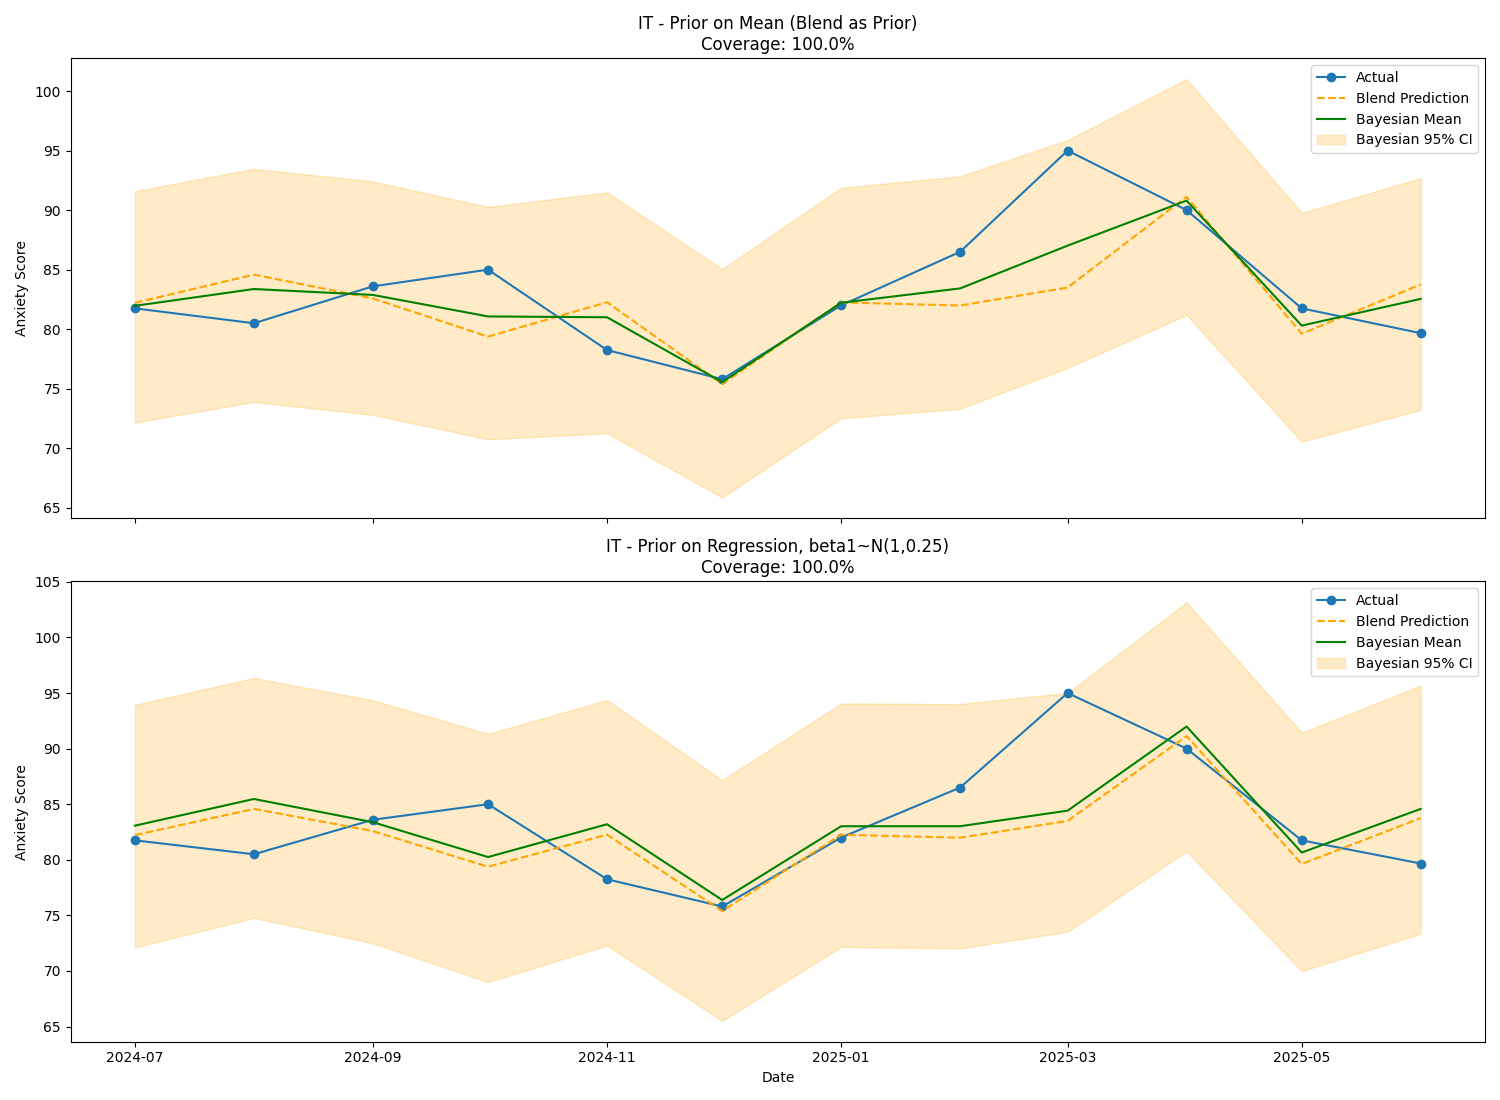 IT - Prior on Mean (Blend as Prior)
Coverage: 100.0%
Actual
Blend Prediction
Bayesian Mean
Bayesian 95% CI
Anxiety Score
100
95
90
85
80
75
70
65
IT - Prior on Regression, beta1~N(1,0.25)
Coverage: 100.0%
Actual
Blend Prediction
Bayesian Mean
Bayesian 95% CI
Anxiety Score
105
100
95
90
85
80
75
70
65
2024-07 2024-09 2024-11 2025-01 2025-03 2025-05
Date